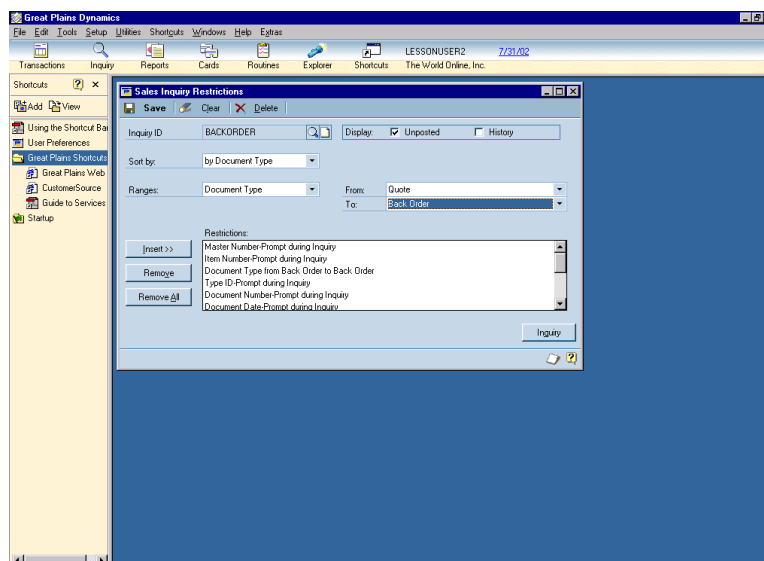 Great Plains Dynamics
File Edit Tools Setup Utilities Shortcuts Windows Help Extras
Transactions Inquiry Reports Cards Routines Explorer Shortcuts LESSONUSER2 7/31/02
The World Online, Inc.
Shortcuts
Add View
Using the Shortcut Bar
User Preferences
Great Plains Shortcuts
Great Plains Web
CustomerSource
Guide to Services
Startup
Sales Inquiry Restrictions
Save Clear Delete
Inquiry ID BACKORDER Display: Unposted History
Sort by: by Document Type
Ranges: Document Type From: Quote
To: Back Order
Restrictions:
Insert >>
Remove
Remove All
Master Number-Prompt during Inquiry
Item Number-Prompt during Inquiry
Document Type from Back Order to Back Order
Type ID-Prompt during Inquiry
Document Number-Prompt during Inquiry
Document Date-Prompt during Inquiry
Inquiry